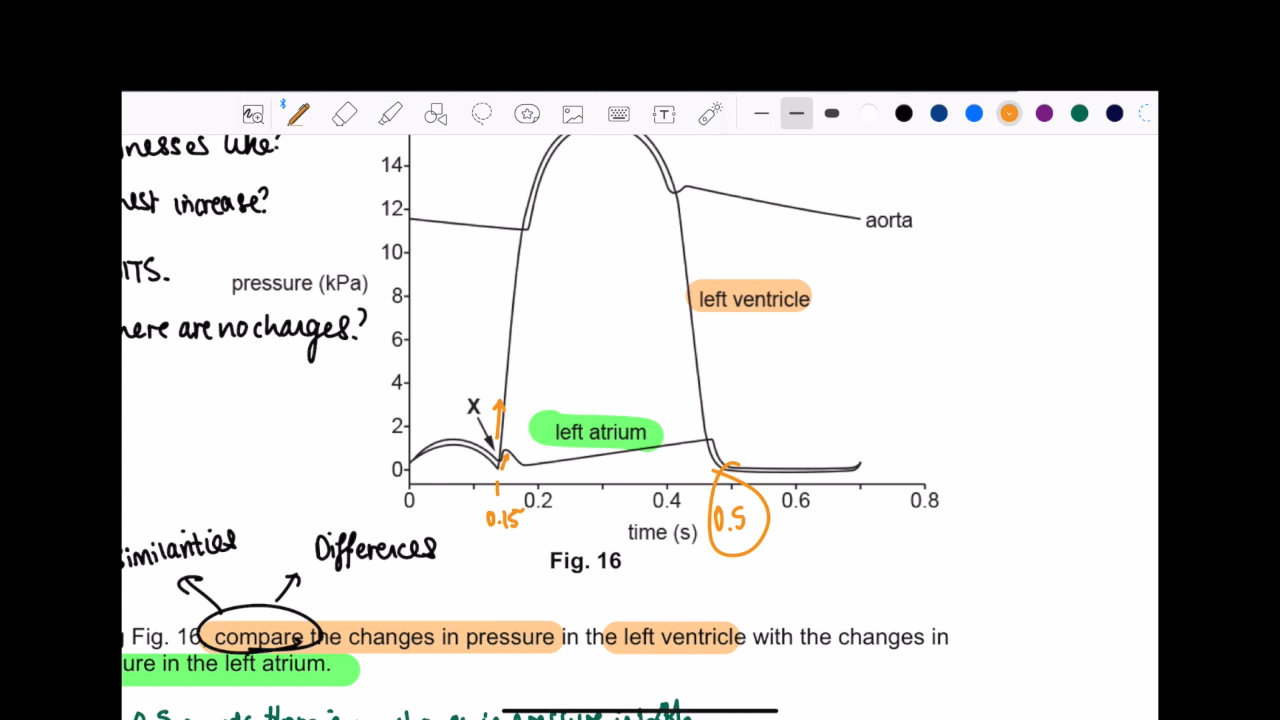 nesses like?
14
est increase?
12
aorta
10
ITS.
pressure (kPa)
8
left ventricle
here are no changes?
6
4
X
2
left atrium
0
0
0.2
0.4
0.6
0.8
0.15
0.5
time (s)
similarities
Differences
Fig. 16
Fig. 16, compare the changes in pressure in the left ventricle with the changes in
ure in the left atrium.